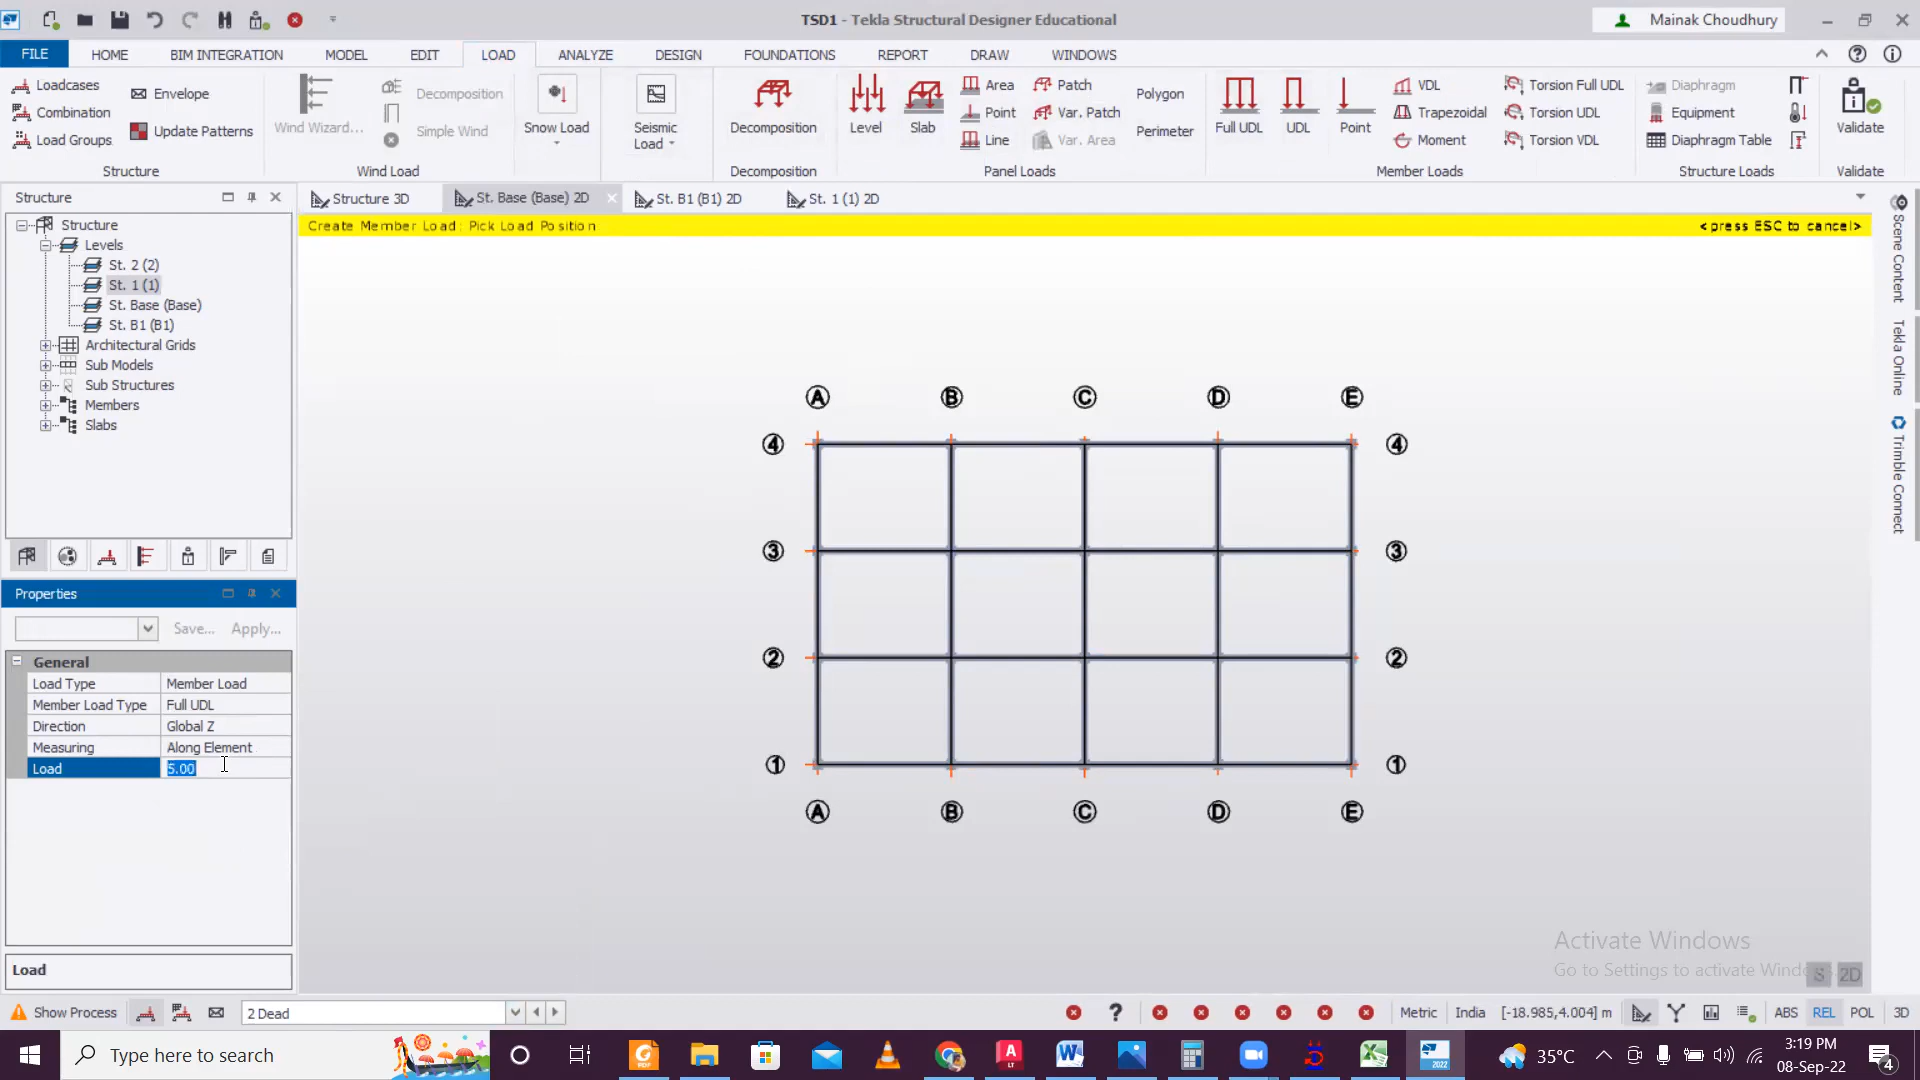 TSD1 - Tekla Structural Designer Educational
Mainak Choudhury
FILE HOME BIM INTEGRATION MODEL EDIT LOAD ANALYZE DESIGN FOUNDATIONS REPORT DRAW WINDOWS
Loadcases
Combination
Load Groups
Envelope
Update Patterns
Structure
Wind Wizard...
Decomposition
Simple Wind
Wind Load
Snow Load
Seismic
Load
Decomposition
Decomposition
Level
Slab
Area
Point
Line
Patch
Var. Patch
Var. Area
Polygon
Perimeter
Panel Loads
Full UDL
UDL
Point
VDL
Trapezoidal
Moment
Torsion Full UDL
Torsion UDL
Torsion VDL
Member Loads
Diaphragm
Equipment
Diaphragm Table
Structure Loads
Validate
Validate
Structure
Structure 3D
St. Base (Base) 2D
St. B1 (B1) 2D
St. 1 (1) 2D
Create Member Load: Pick Load Position
<press ESC to cancel>
Structure
Levels
St. 2 (2)
St. 1 (1)
St. Base (Base)
St. B1 (B1)
Architectural Grids
Sub Models
Sub Structures
Members
Slabs
Scene Content
Tekla Online
Trimble Connect
A B C D E
4 4
3 3
2 2
1 1
A B C D E
Properties
Save... Apply...
General
Load Type Member Load
Member Load Type Full UDL
Direction Global Z
Measuring Along Element
Load 5.00
Load
Activate Windows
Go to Settings to activate Wind
S 2D
Show Process
2 Dead
Metric India [-18.985,4.004] m
ABS REL POL 3D
Type here to search
35°C
3:19 PM
08-Sep-22
4
2022